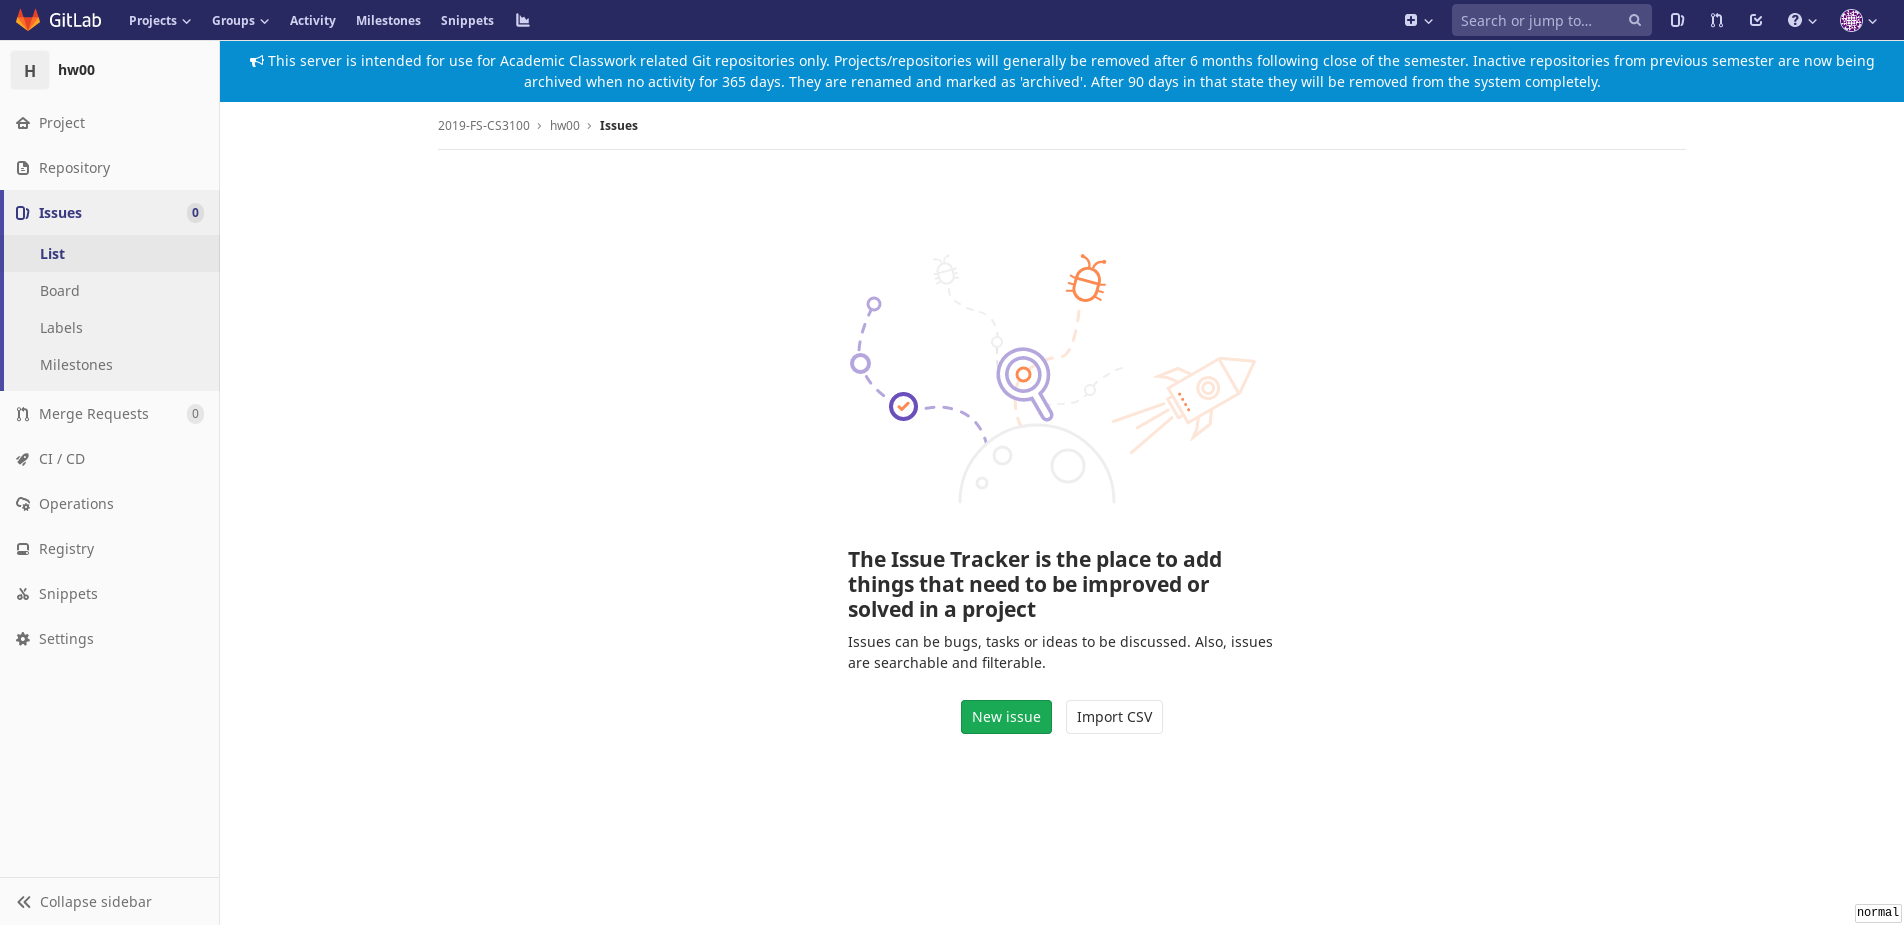 GitLab Projects Groups Activity Milestones Snippets Search or jump to...
H hw00
This server is intended for use for Academic Classwork related Git repositories only. Projects/repositories will generally be removed after 6 months following close of the semester. Inactive repositories from previous semester are now being
archived when no activity for 365 days. They are renamed and marked as 'archived'. After 90 days in that state they will be removed from the system completely.
2019-FS-CS3100 › hw00 › Issues
Project
Repository
Issues 0
List
Board
Labels
Milestones
Merge Requests 0
CI / CD
Operations
Registry
Snippets
Settings
The Issue Tracker is the place to add
things that need to be improved or
solved in a project
Issues can be bugs, tasks or ideas to be discussed. Also, issues
are searchable and filterable.
New issue Import CSV
Collapse sidebar
normal